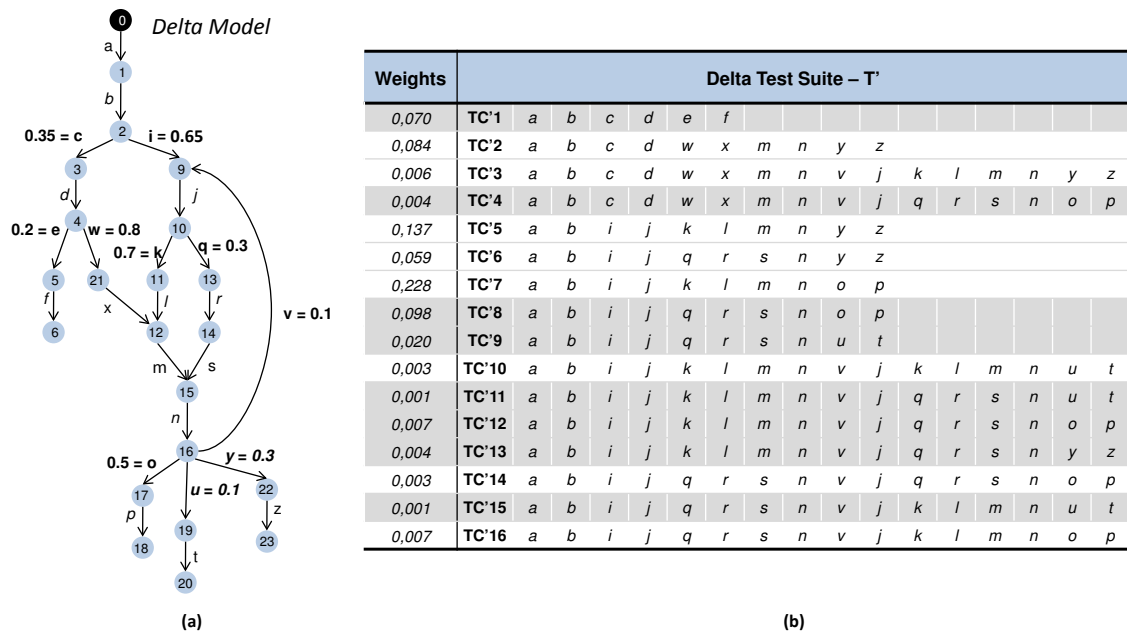 0 Delta Model
a
1
b
2
0.35 = c i = 0.65
3 9
d j
4 10
0.2 = e w = 0.8 0.7 = k q = 0.3
5 21 11 13
f x l r
6 12 14
v = 0.1
m s
15
n
16
0.5 = o y = 0.3
u = 0.1
17 22
p 19 z
18 23
t
20
(a)
Weights Delta Test Suite – T’
0,070 TC’1 a b c d e f
0,084 TC’2 a b c d w x m n y z
0,006 TC’3 a b c d w x m n v j k l m n y z
0,004 TC’4 a b c d w x m n v j q r s n o p
0,137 TC’5 a b i j k l m n y z
0,059 TC’6 a b i j q r s n y z
0,228 TC’7 a b i j k l m n o p
0,098 TC’8 a b i j q r s n o p
0,020 TC’9 a b i j q r s n u t
0,003 TC’10 a b i j k l m n v j k l m n u t
0,001 TC’11 a b i j k l m n v j q r s n u t
0,007 TC’12 a b i j k l m n v j q r s n o p
0,004 TC’13 a b i j k l m n v j q r s n y z
0,003 TC’14 a b i j q r s n v j q r s n o p
0,001 TC’15 a b i j q r s n v j k l m n u t
0,007 TC’16 a b i j q r s n v j k l m n o p
(b)